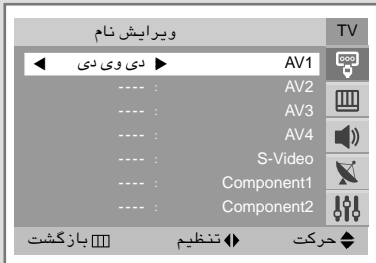 TV ویرایش نام
AV1 ▶ دی وی دی ◀
AV2 : ----
AV3 : ----
AV4 : ----
S-Video : ----
Component1 : ----
Component2 : ----
حرکت تنظیم بازگشت